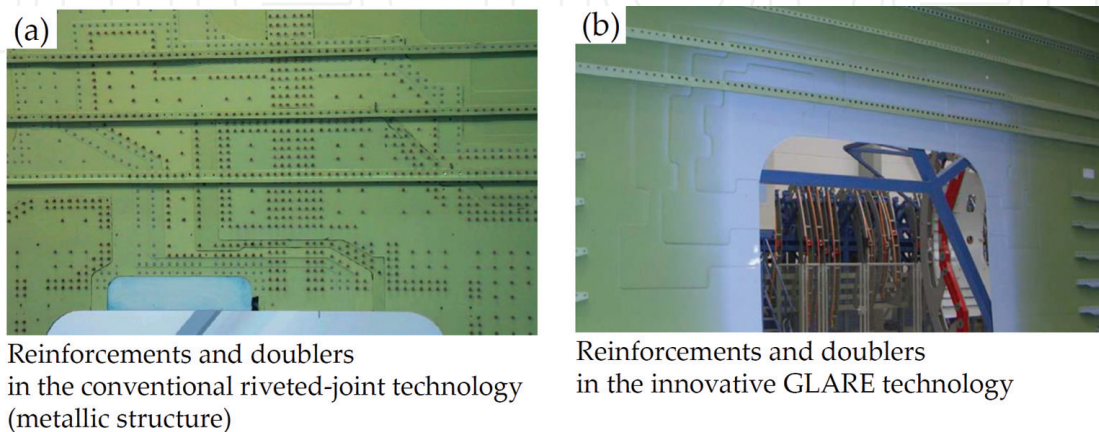 (a)
(b)
Reinforcements and doublers
in the conventional riveted-joint technology
(metallic structure)
Reinforcements and doublers
in the innovative GLARE technology